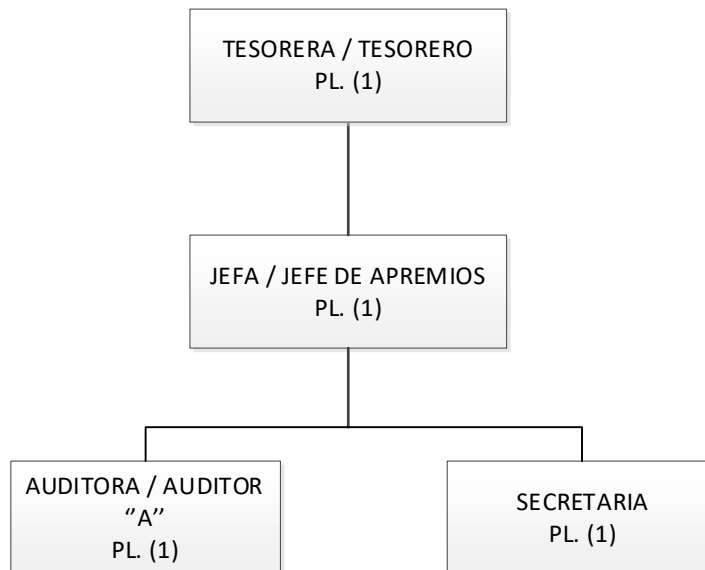 TESORERA / TESORERO
PL. (1)
JEFA / JEFE DE APREMIOS
PL. (1)
AUDITORA / AUDITOR
‘’A’’
PL. (1)
SECRETARIA
PL. (1)